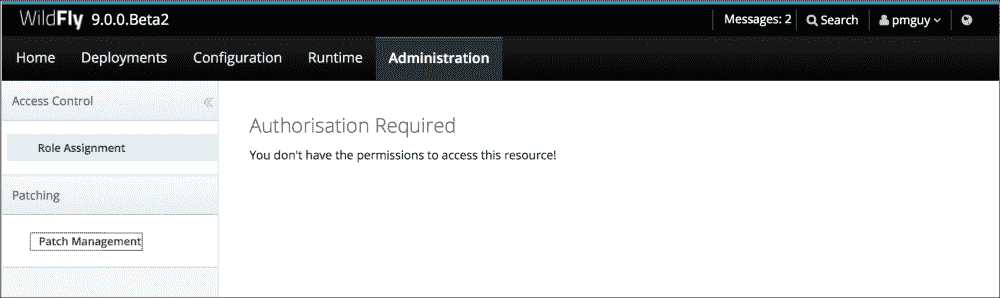 WildFly 9.0.0.Beta2 Messages: 2 Search pmguy
Home Deployments Configuration Runtime Administration
Access Control
Role Assignment
Patching
Patch Management
Authorisation Required
You don't have the permissions to access this resource!